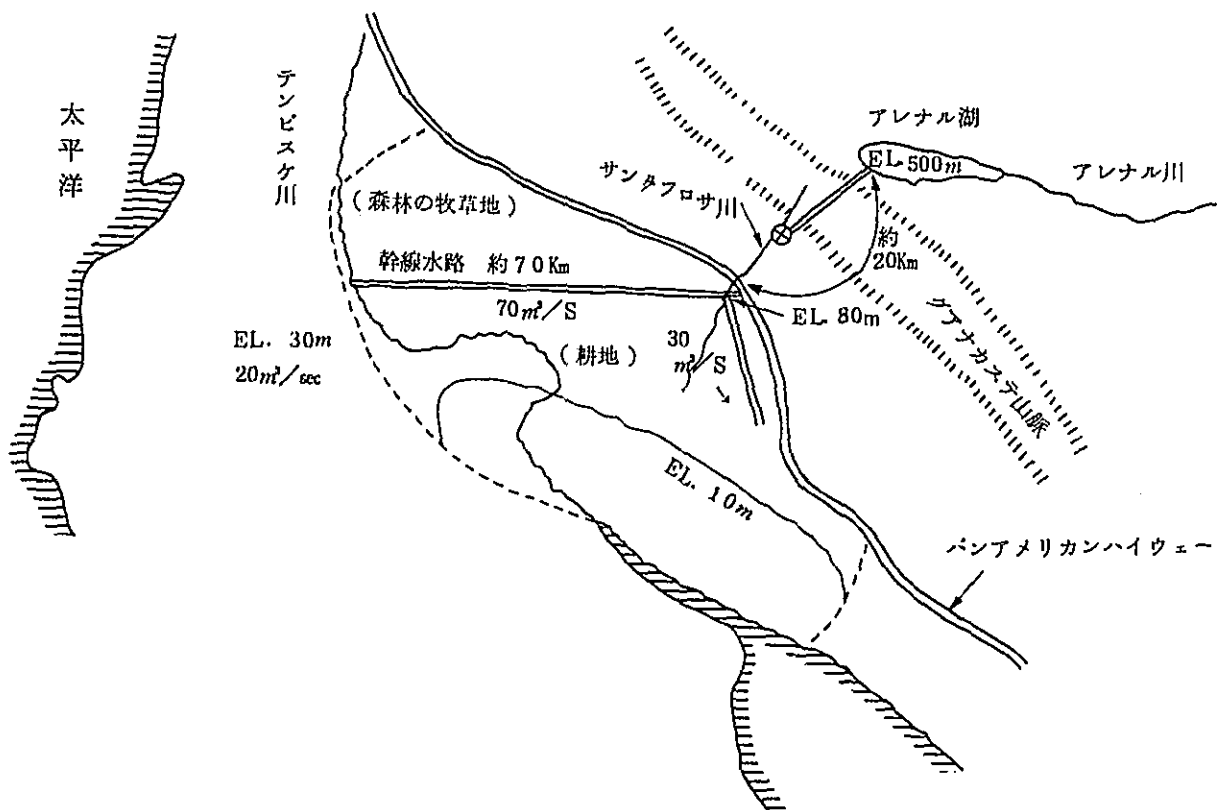 太平洋
テンピスケ川
アレナル湖
EL.500m
アレナル川
サンタフロサ川
(森林の牧草地)
約
20Km
幹線水路 約70Km
70m³/S
EL.80m
EL. 30m
20m³/sec
(耕地)
30
m³/S
→
グアナカステ山脈
EL. 10m
パンアメリカンハイウェー